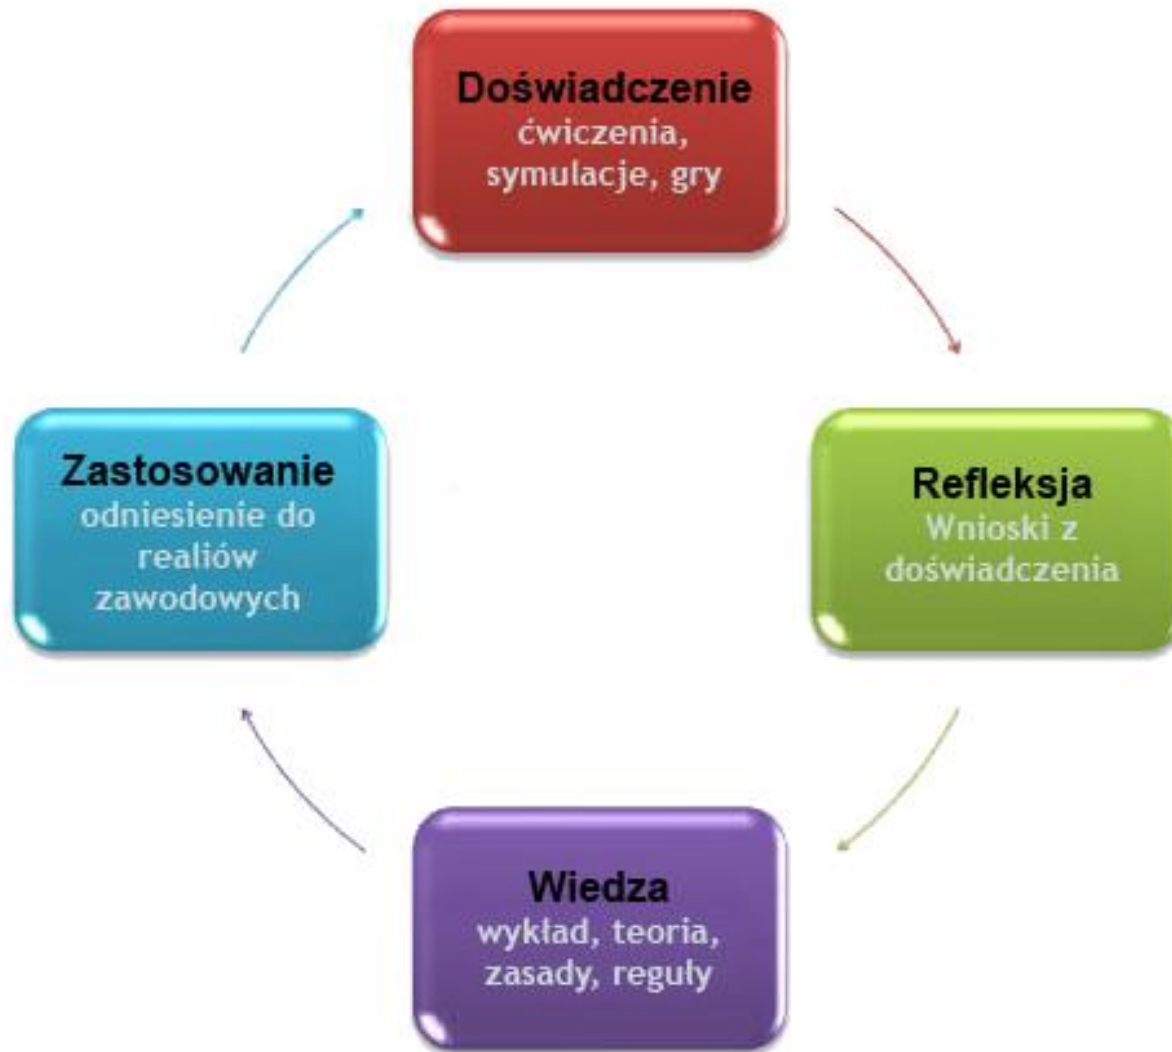 Doświadczenie
ćwiczenia,
symulacje, gry
Zastosowanie
odniesienie do
realiów
zawodowych
Refleksja
Wnioski z
doświadczenia
Wiedza
wykład, teoria,
zasady, reguły